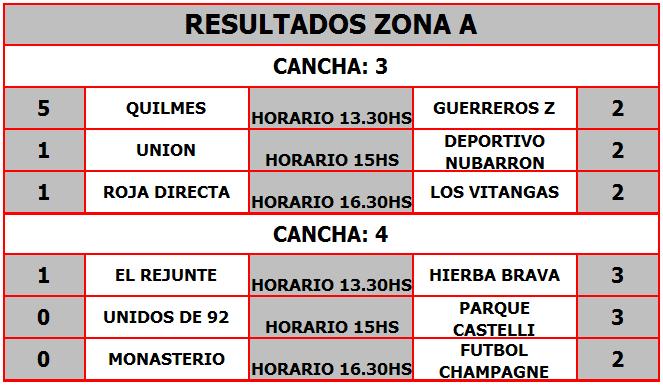 RESULTADOS ZONA A
CANCHA: 3
5 QUILMES HORARIO 13.30HS GUERREROS Z 2
1 UNION HORARIO 15HS DEPORTIVO NUBARRON 2
1 ROJA DIRECTA HORARIO 16.30HS LOS VITANGAS 2
CANCHA: 4
1 EL REJUNTE HORARIO 13.30HS HIERBA BRAVA 3
0 UNIDOS DE 92 HORARIO 15HS PARQUE CASTELLI 3
0 MONASTERIO HORARIO 16.30HS FUTBOL CHAMPAGNE 2